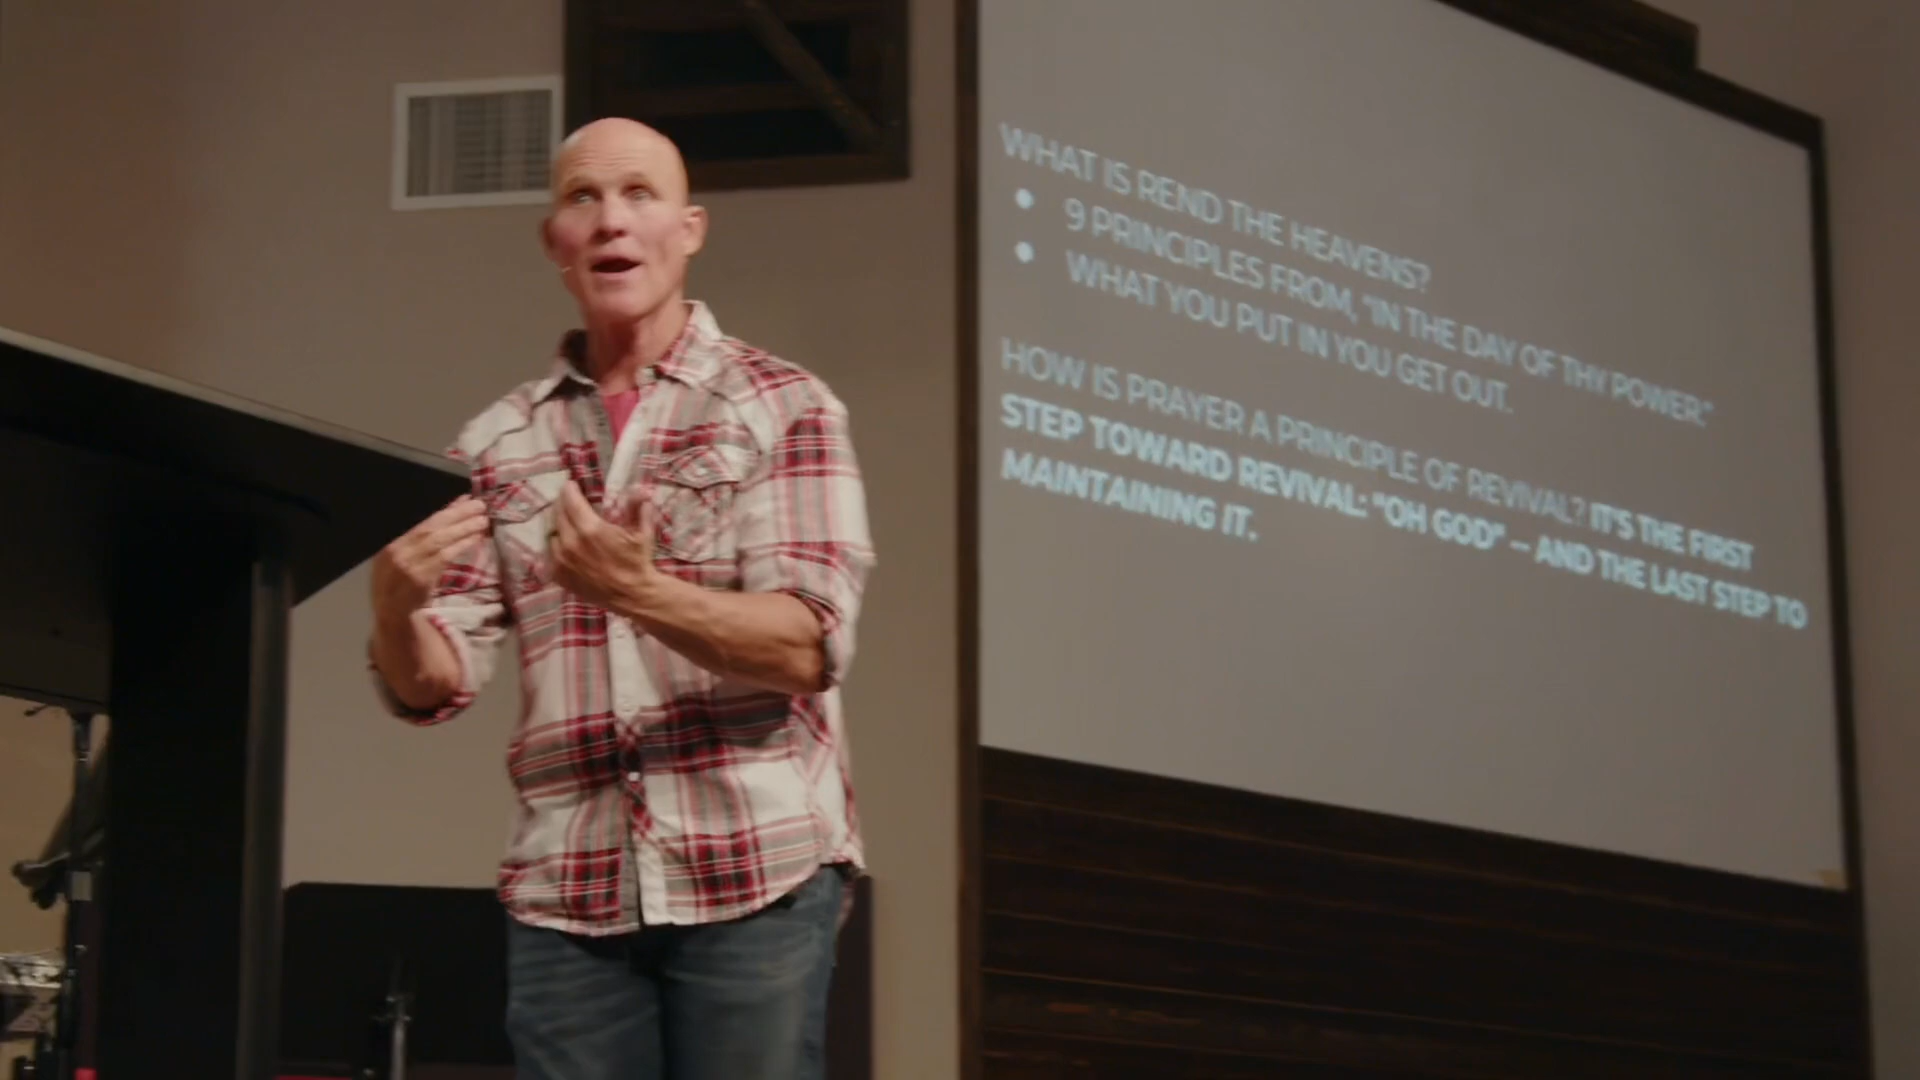 WHAT IS REND THE HEAVENS?
• 9 PRINCIPLES FROM, "IN THE DAY OF THY POWER."
• WHAT YOU PUT IN YOU GET OUT.
HOW IS PRAYER A PRINCIPLE OF REVIVAL? IT'S THE FIRST
STEP TOWARD REVIVAL: "OH GOD" – AND THE LAST STEP TO
MAINTAINING IT.